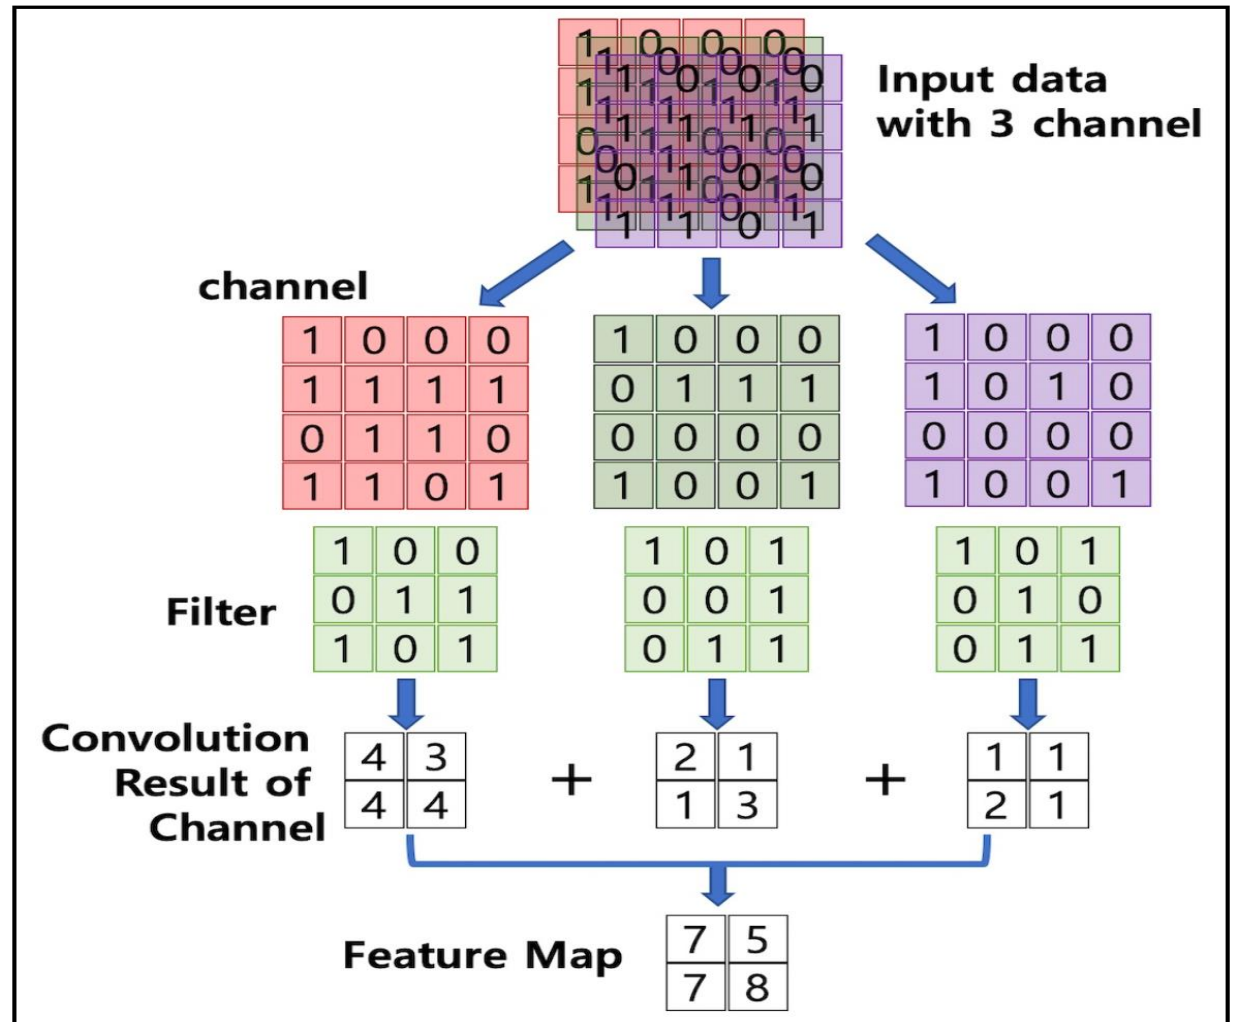 Input data
with 3 channel
channel
1 0 0 0
1 1 1 1
0 1 1 0
1 1 0 1
1 0 0 0
0 1 1 1
0 0 0 0
1 0 0 1
1 0 0 0
1 0 1 0
0 0 0 0
1 0 0 1
Filter
1 0 0
0 1 1
1 0 1
1 0 1
0 0 1
0 1 1
1 0 1
0 1 0
0 1 1
Convolution
Result of
Channel
4 3
4 4
+
2 1
1 3
+
1 1
2 1
Feature Map
7 5
7 8